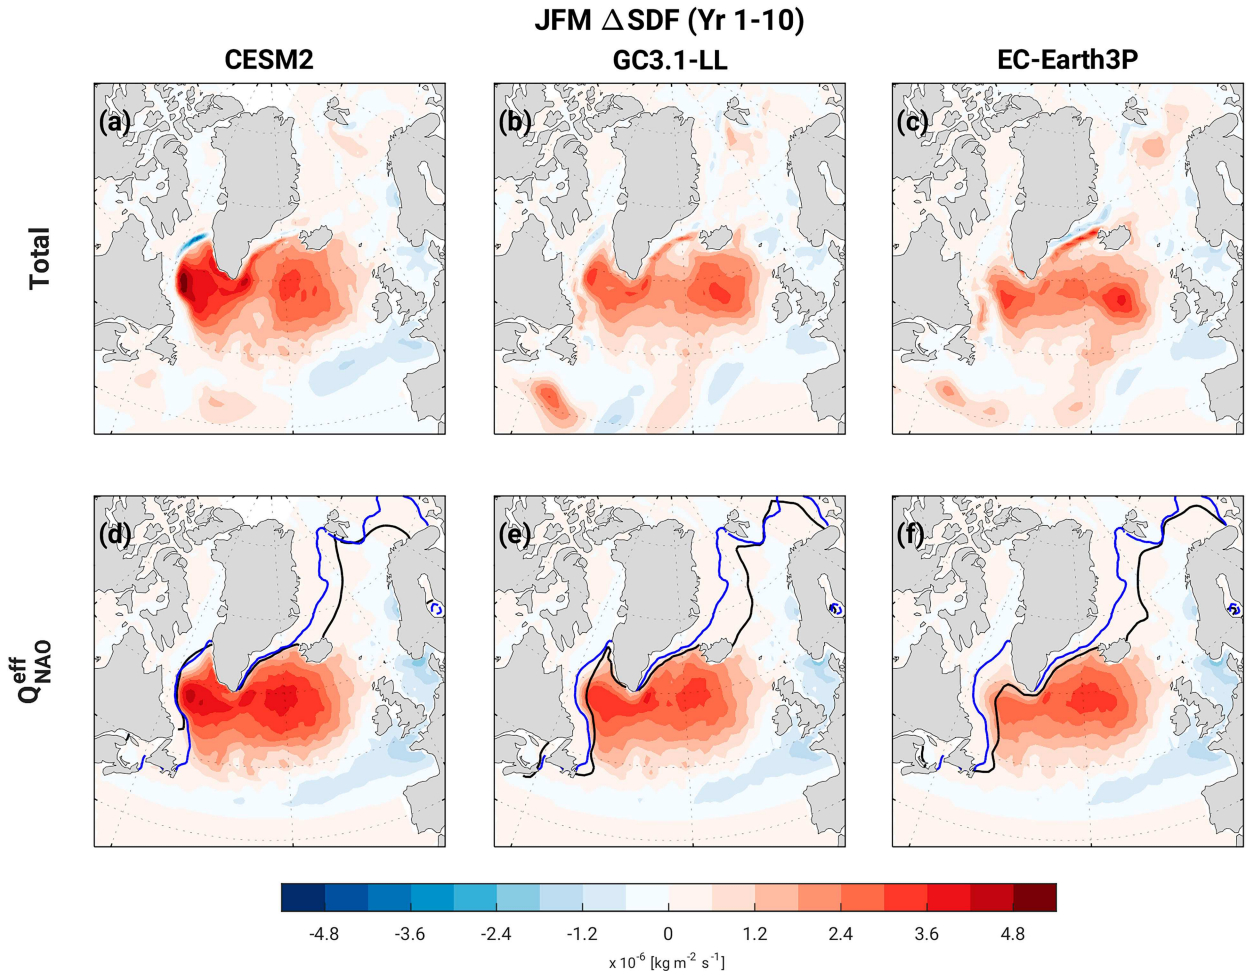 JFM △SDF (Yr 1-10)
CESM2
GC3.1-LL
EC-Earth3P
Total
(a)
(b)
(c)
Q^eff_NAO
(d)
(e)
(f)
-4.8 -3.6 -2.4 -1.2 0 1.2 2.4 3.6 4.8
x 10^-6 [kg m^-2 s^-1]